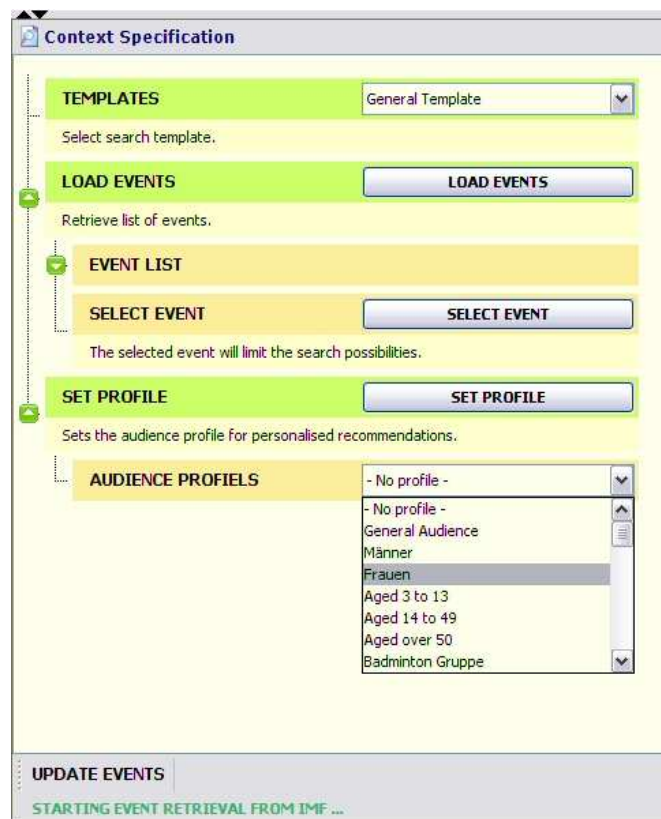 Context Specification
TEMPLATES General Template
Select search template.
LOAD EVENTS LOAD EVENTS
Retrieve list of events.
EVENT LIST
SELECT EVENT SELECT EVENT
The selected event will limit the search possibilities.
SET PROFILE SET PROFILE
Sets the audience profile for personalised recommendations.
AUDIENCE PROFIELS - No profile -
- No profile -
General Audience
Männer
Frauen
Aged 3 to 13
Aged 14 to 49
Aged over 50
Badminton Gruppe
UPDATE EVENTS
STARTING EVENT RETRIEVAL FROM IMF ...